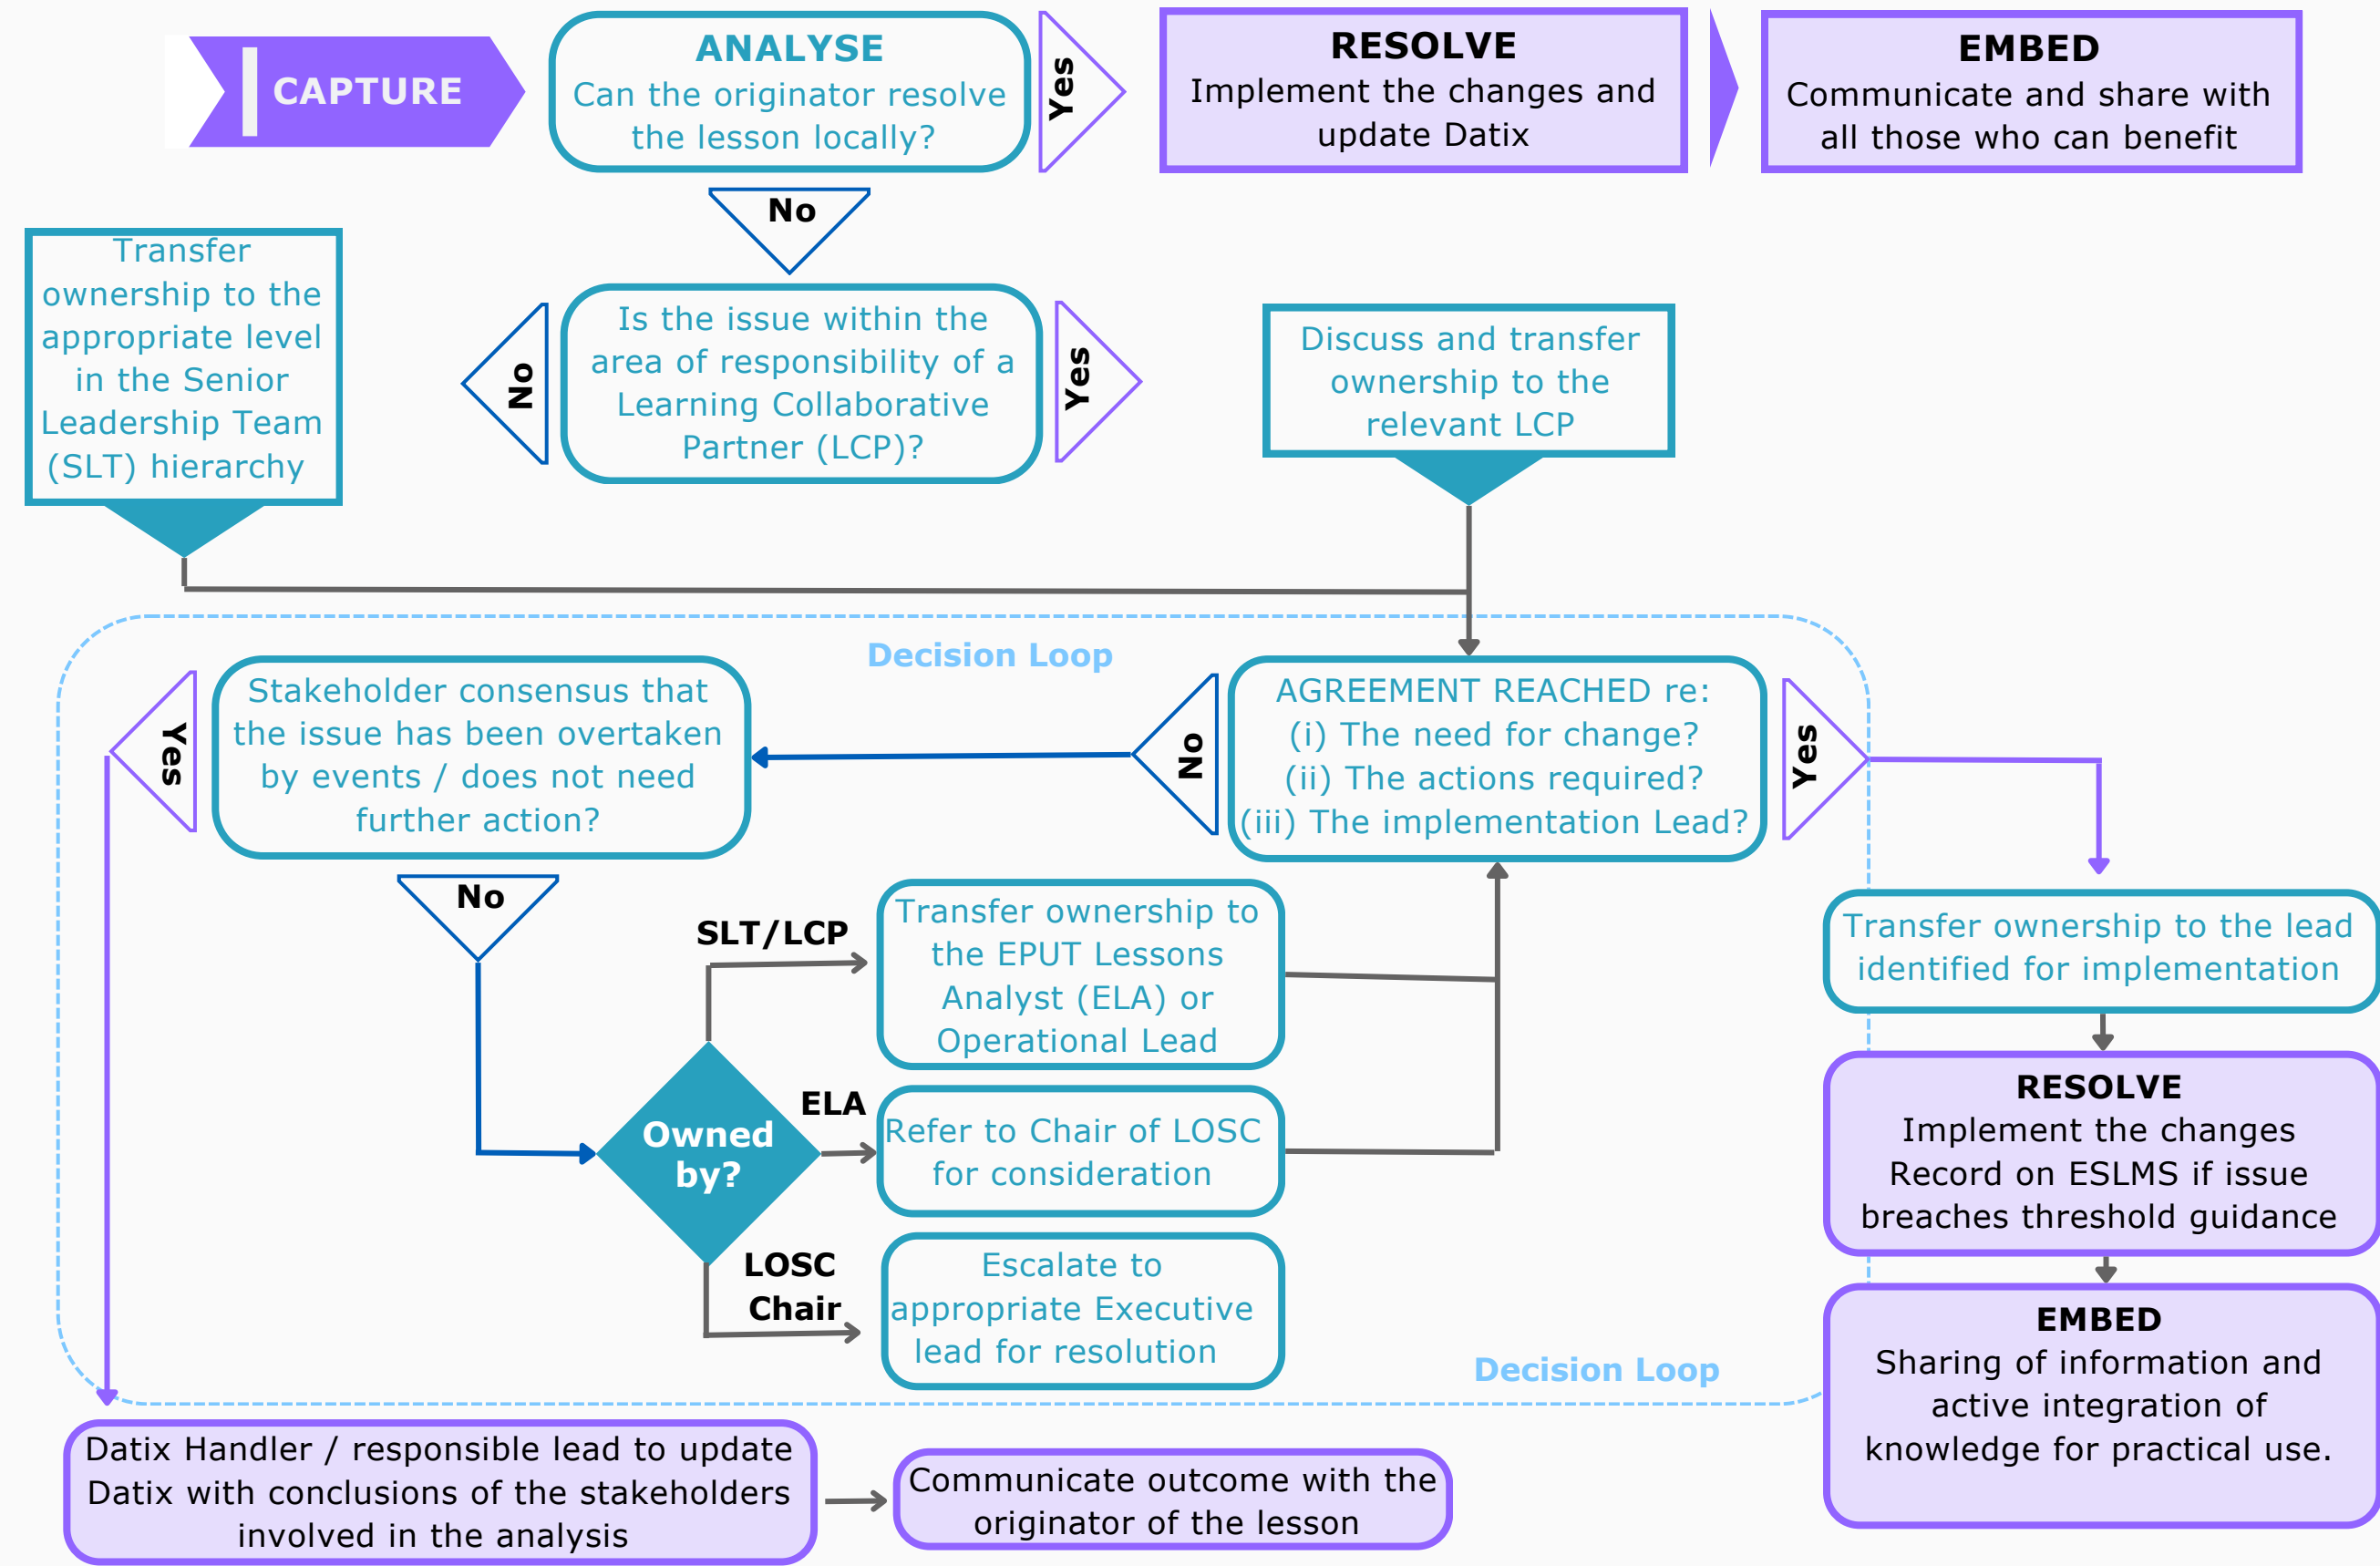 CAPTURE
ANALYSE
Can the originator resolve
the lesson locally?
Yes
RESOLVE
Implement the changes and
update Datix
EMBED
Communicate and share with
all those who can benefit
No
Transfer
ownership to the
appropriate level
in the Senior
Leadership Team
(SLT) hierarchy
No
Is the issue within the
area of responsibility of a
Learning Collaborative
Partner (LCP)?
Yes
Discuss and transfer
ownership to the
relevant LCP
Decision Loop
Yes
Stakeholder consensus that
the issue has been overtaken
by events / does not need
further action?
No
AGREEMENT REACHED re:
(i) The need for change?
(ii) The actions required?
(iii) The implementation Lead?
Yes
No
SLT/LCP
Transfer ownership to
the EPUT Lessons
Analyst (ELA) or
Operational Lead
Transfer ownership to the lead
identified for implementation
Owned
by?
ELA
Refer to Chair of LOSC
for consideration
RESOLVE
Implement the changes
Record on ESLMS if issue
breaches threshold guidance
LOSC
Chair
Escalate to
appropriate Executive
lead for resolution
Decision Loop
EMBED
Sharing of information and
active integration of
knowledge for practical use.
Datix Handler / responsible lead to update
Datix with conclusions of the stakeholders
involved in the analysis
Communicate outcome with the
originator of the lesson